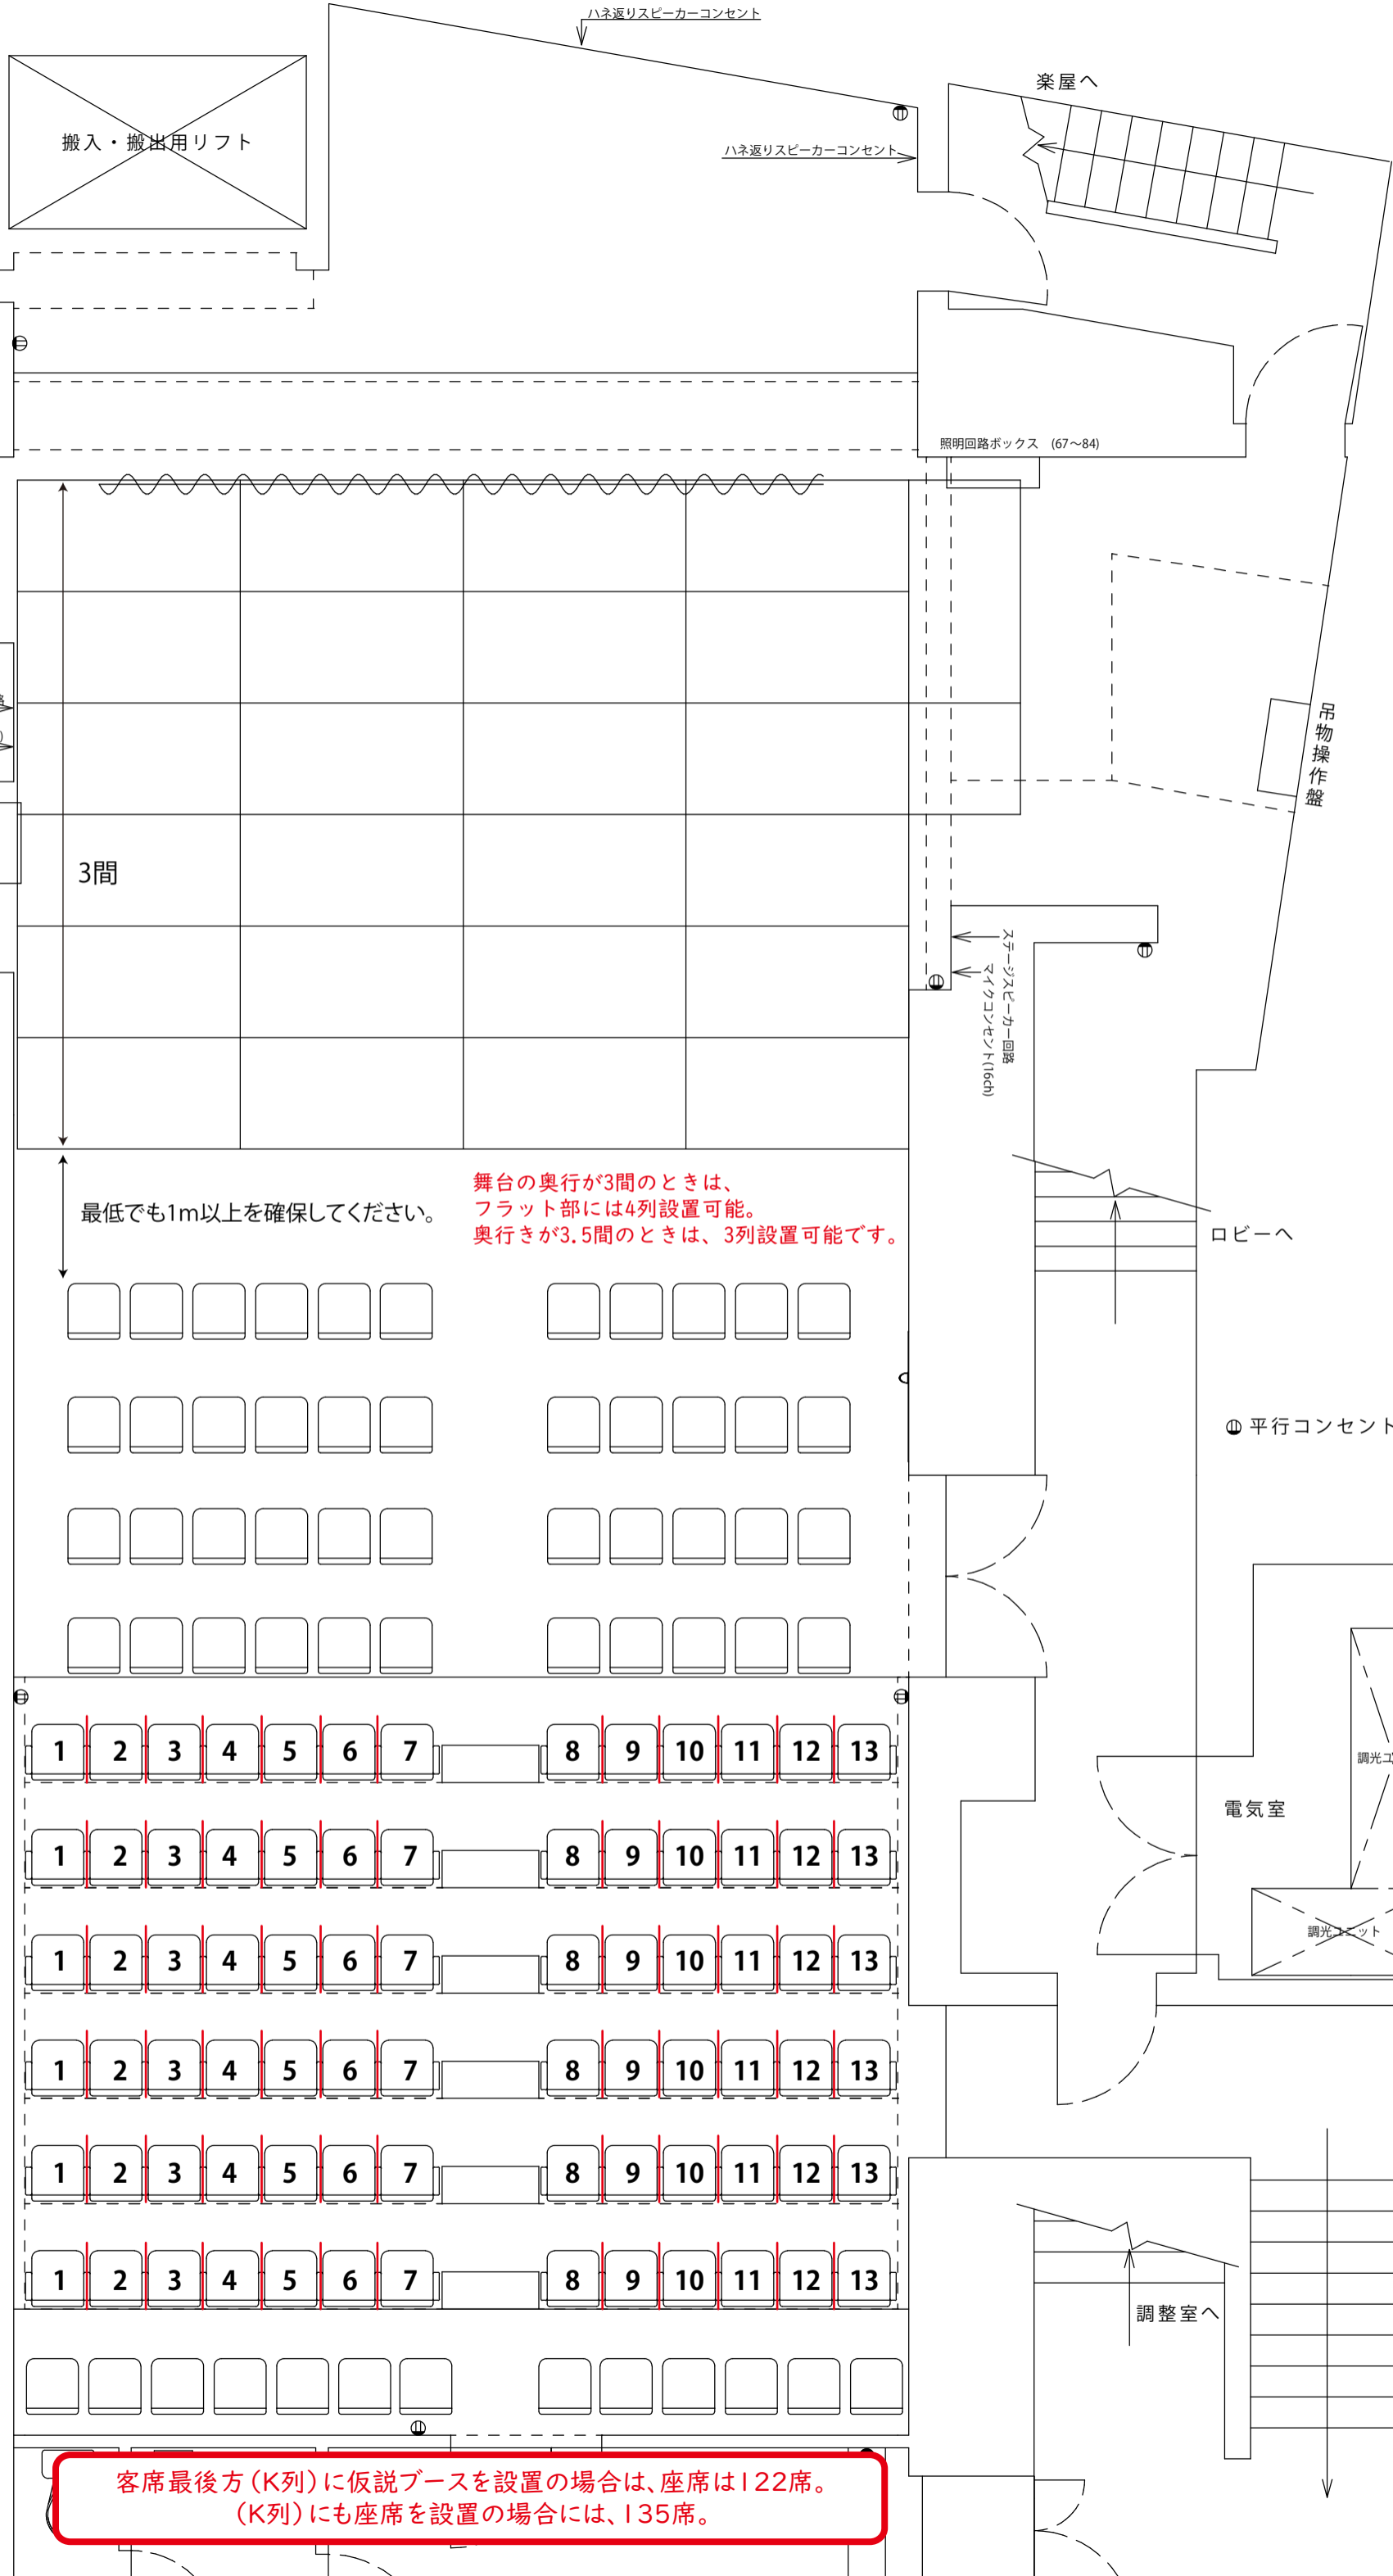 ハネ返りスピーカーコンセント
楽屋へ
搬入・搬出用リフト
ハネ返りスピーカーコンセント
照明回路ボックス (67〜84)
吊物操作盤
3間
ステージスピーカー回路
マイクコンセント(16ch)
最低でも1m以上を確保してください。
舞台の奥行が3間のときは、
フラット部には4列設置可能。
奥行きが3.5間のときは、3列設置可能です。
ロビーへ
平行コンセント
1 2 3 4 5 6 7 8 9 10 11 12 13
電気室
1 2 3 4 5 6 7 8 9 10 11 12 13
調光ユニット
1 2 3 4 5 6 7 8 9 10 11 12 13
1 2 3 4 5 6 7 8 9 10 11 12 13
1 2 3 4 5 6 7 8 9 10 11 12 13
1 2 3 4 5 6 7 8 9 10 11 12 13
調整室へ
客席最後方(K列)に仮説ブースを設置の場合は、座席は122席。
(K列)にも座席を設置の場合には、135席。